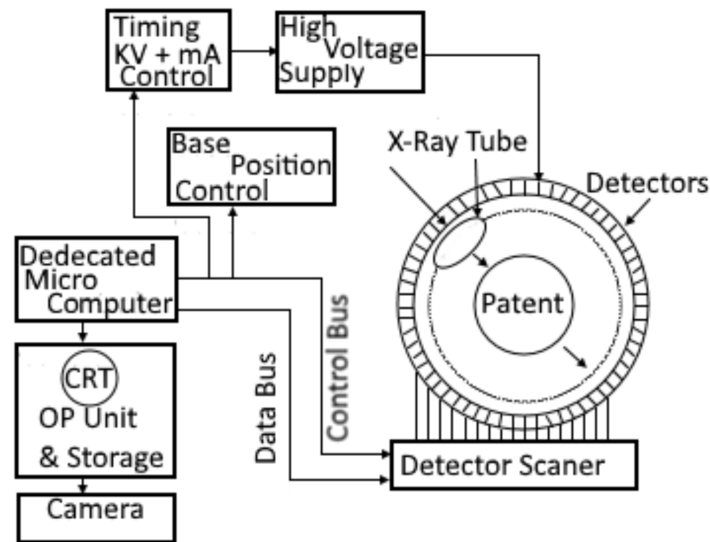 Timing
KV + mA
Control
High
Voltage
Supply
Base
Position
Control
X-Ray Tube
Detectors
Dedecated
Micro
Computer
Patent
CRT
OP Unit
& Storage
Data Bus
Control Bus
Detector Scaner
Camera